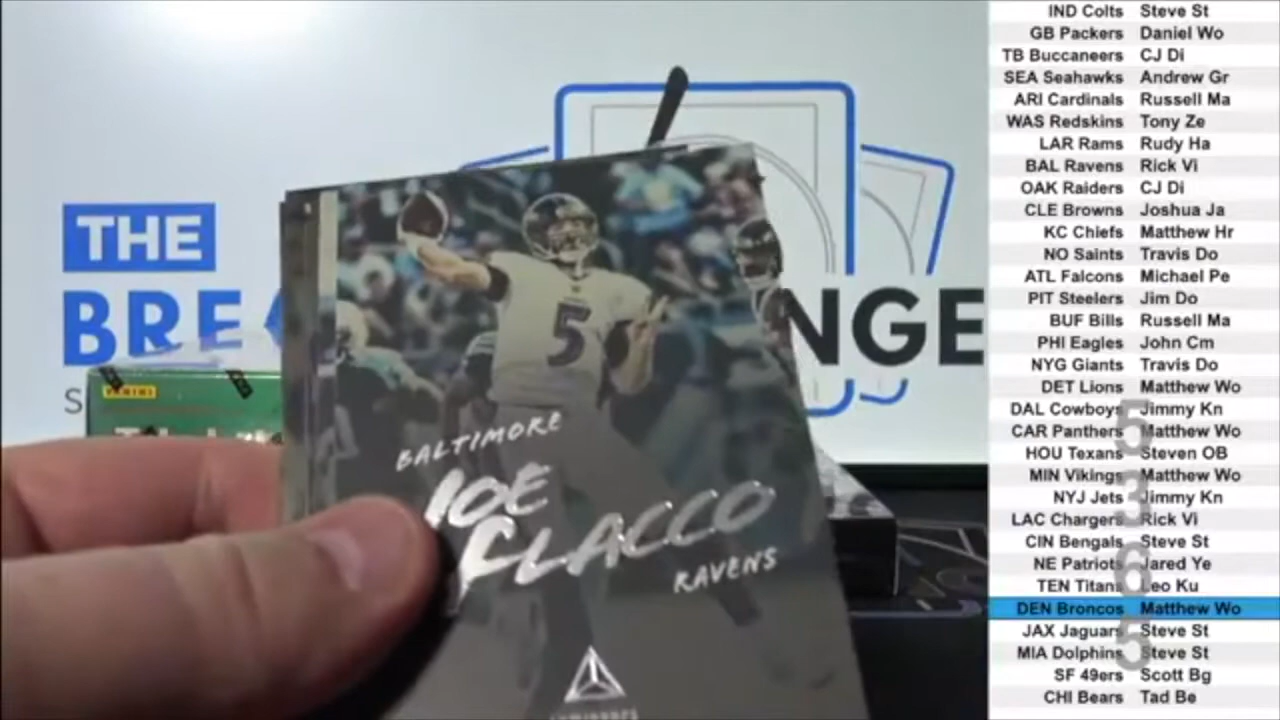 THE
BRE
NGE
S
PANINI
5
BALTIMORE
JOE
FLACCO
RAVENS
LUMINANCE
IND Colts Steve St
GB Packers Daniel Wo
TB Buccaneers CJ Di
SEA Seahawks Andrew Gr
ARI Cardinals Russell Ma
WAS Redskins Tony Ze
LAR Rams Rudy Ha
BAL Ravens Rick Vi
OAK Raiders CJ Di
CLE Browns Joshua Ja
KC Chiefs Matthew Hr
NO Saints Travis Do
ATL Falcons Michael Pe
PIT Steelers Jim Do
BUF Bills Russell Ma
PHI Eagles John Cm
NYG Giants Travis Do
DET Lions Matthew Wo
DAL Cowboys Jimmy Kn
CAR Panthers Matthew Wo
HOU Texans Steven OB
MIN Vikings Matthew Wo
NYJ Jets Jimmy Kn
LAC Chargers Rick Vi
CIN Bengals Steve St
NE Patriots Jared Ye
TEN Titans Leo Ku
DEN Broncos Matthew Wo
JAX Jaguars Steve St
MIA Dolphins Steve St
SF 49ers Scott Bg
CHI Bears Tad Be
5365